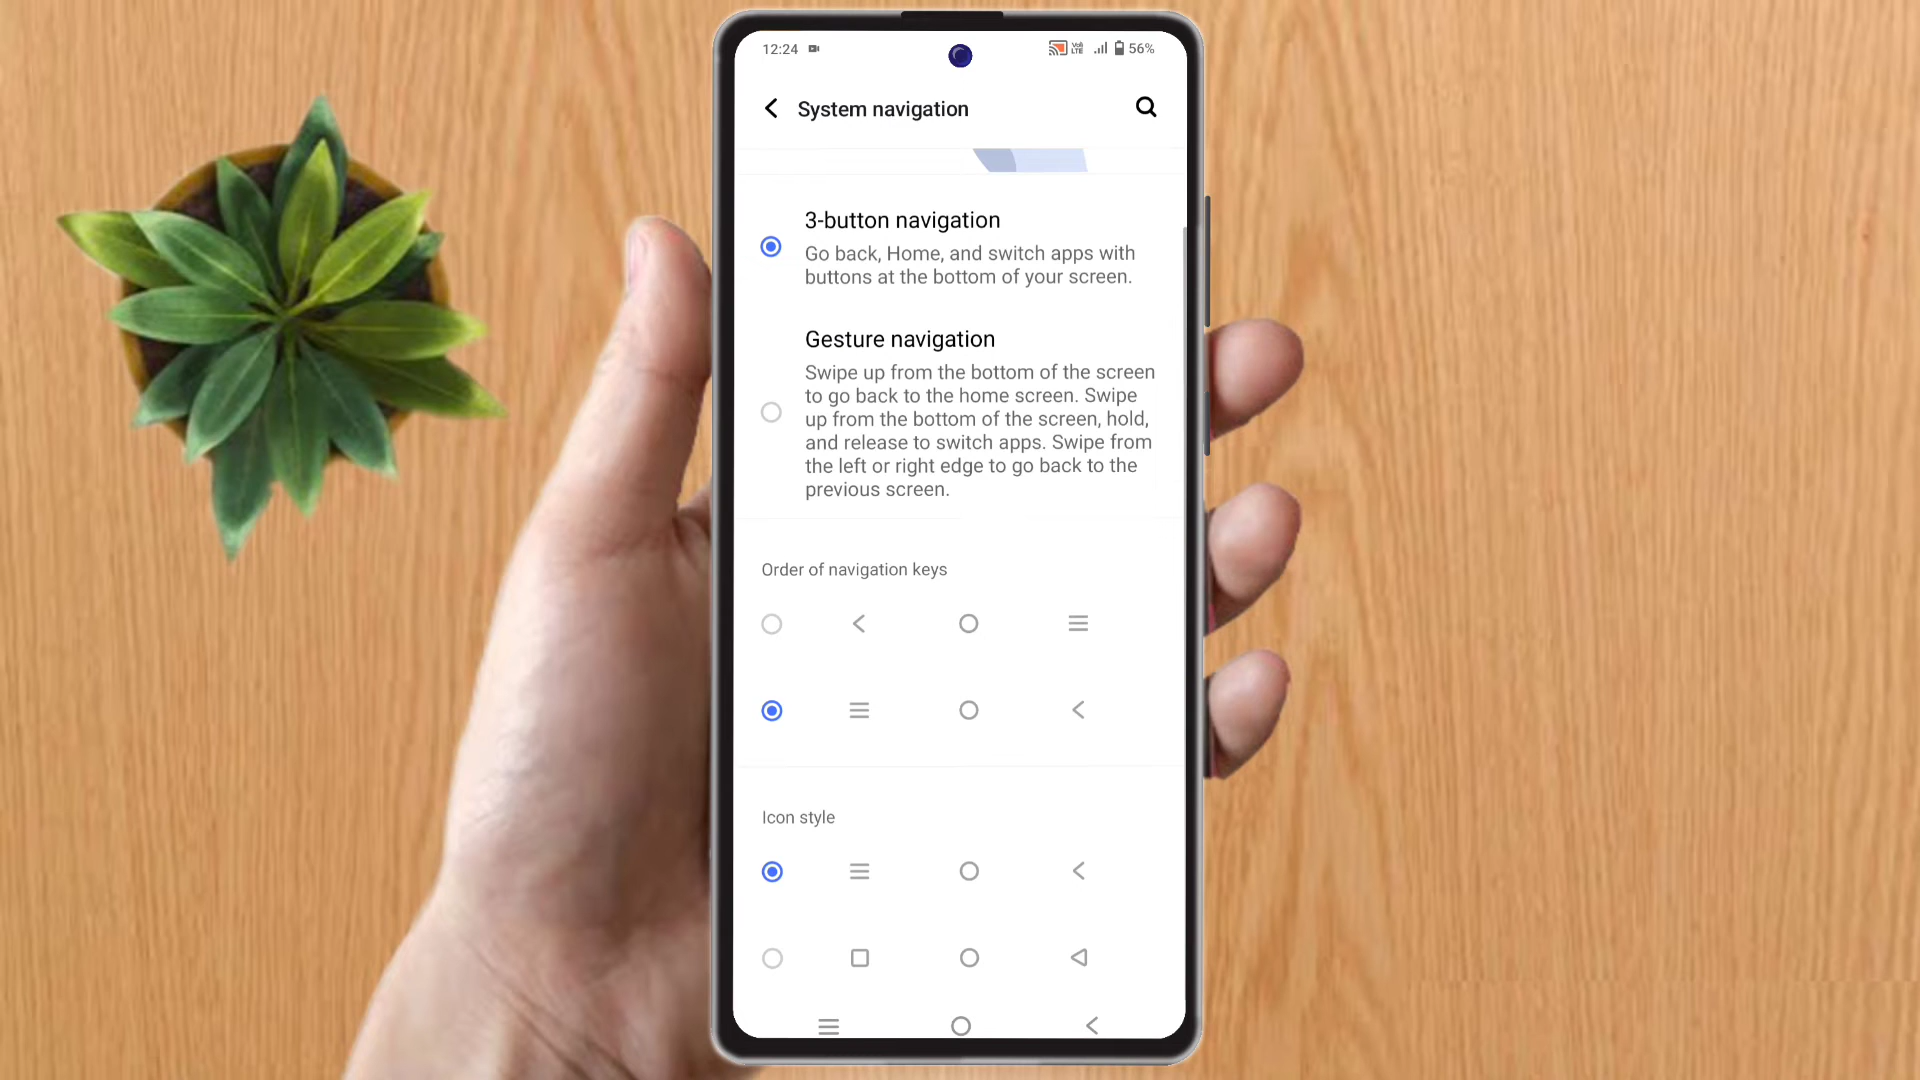 12:24
Vo)
LTE
56%
System navigation
3-button navigation
Go back, Home, and switch apps with
buttons at the bottom of your screen.
Gesture navigation
Swipe up from the bottom of the screen
to go back to the home screen. Swipe
up from the bottom of the screen, hold,
and release to switch apps. Swipe from
the left or right edge to go back to the
previous screen.
Order of navigation keys
Icon style